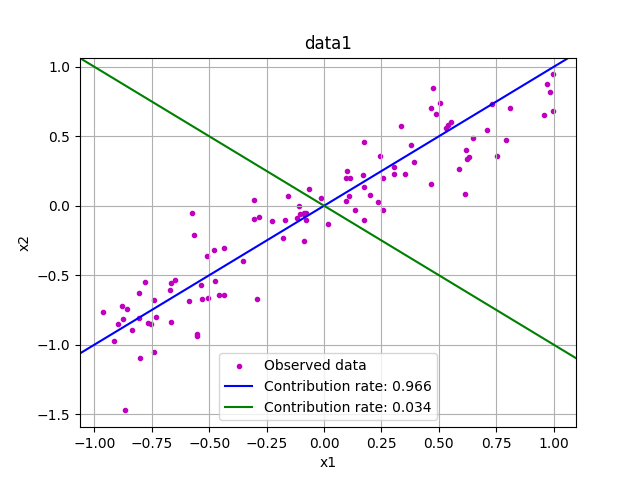 data1
1.0
0.5
0.0
−0.5
−1.0
−1.5
x2
Observed data
Contribution rate: 0.966
Contribution rate: 0.034
−1.00 −0.75 −0.50 −0.25 0.00 0.25 0.50 0.75 1.00
x1